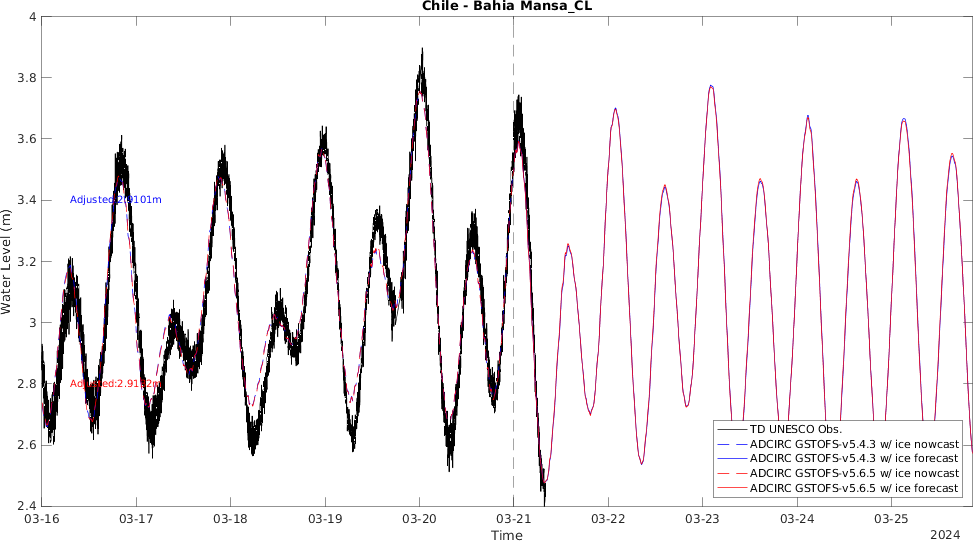 Chile - Bahia Mansa_CL
4
3.8
3.6
3.4
3.2
3
2.8
2.6
2.4
Water Level (m)
Adjusted:2.9101m
TD UNESCO Obs.
ADCIRC GSTOFS-v5.4.3 w/ ice nowcast
ADCIRC GSTOFS-v5.4.3 w/ ice forecast
ADCIRC GSTOFS-v5.6.5 w/ ice nowcast
ADCIRC GSTOFS-v5.6.5 w/ ice forecast
03-16 03-17 03-18 03-19 03-20 03-21 03-22 03-23 03-24 03-25
Time
2024